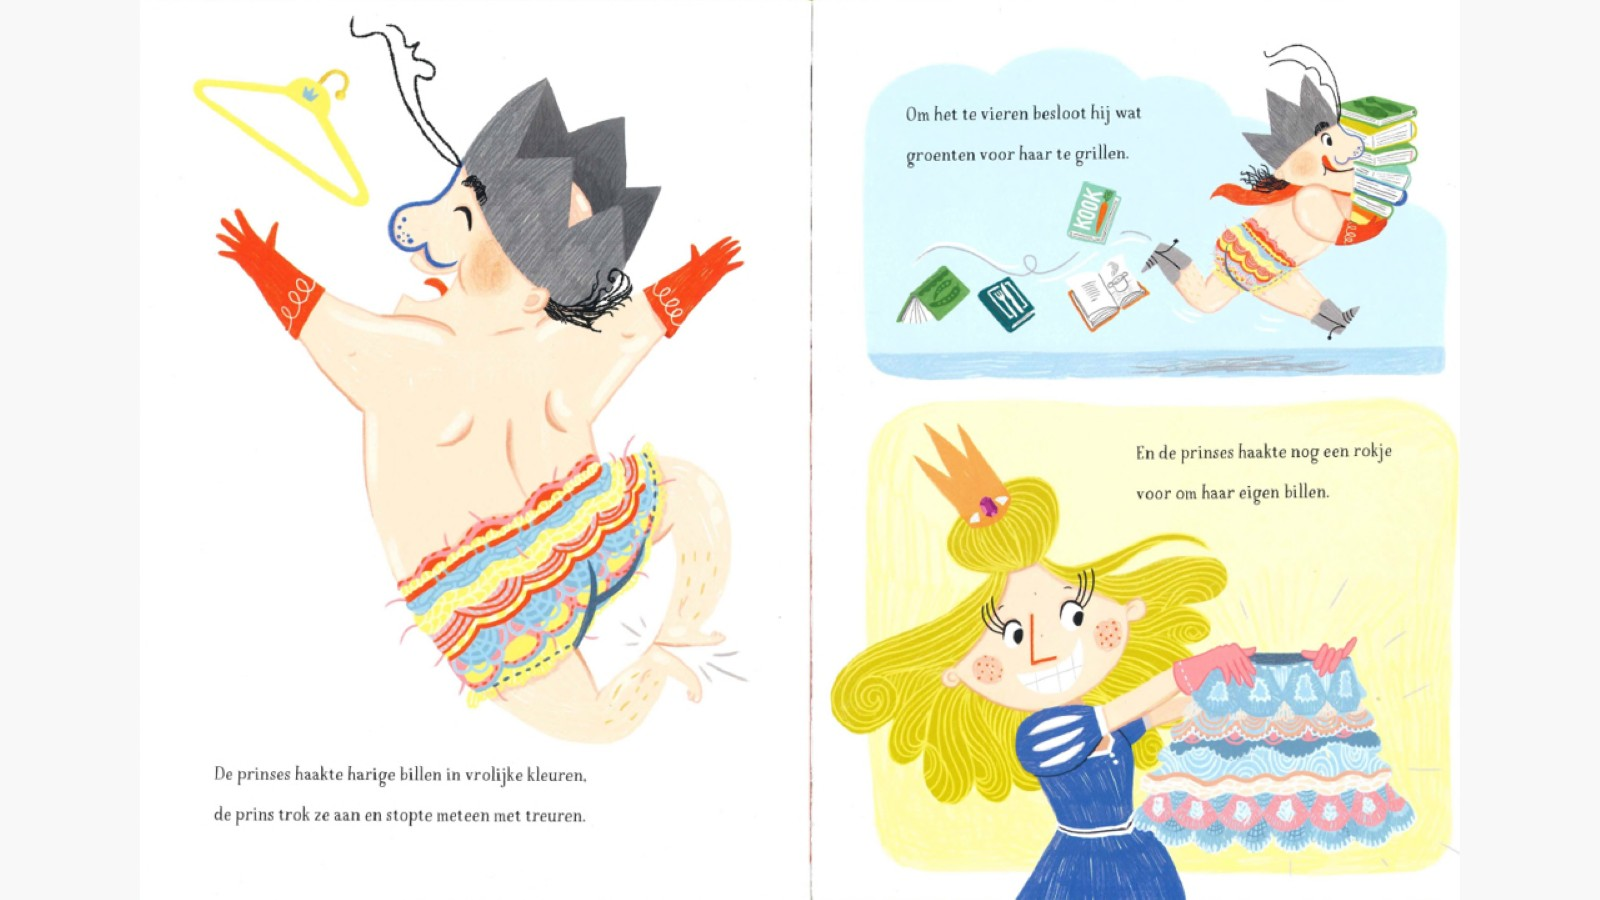 De prinses haakte harige billen in vrolijke kleuren,
de prins trok ze aan en stopte meteen met treuren.
Om het te vieren besloot hij wat
groenten voor haar te grillen.
KOOK
En de prinses haakte nog een rokje
voor om haar eigen billen.